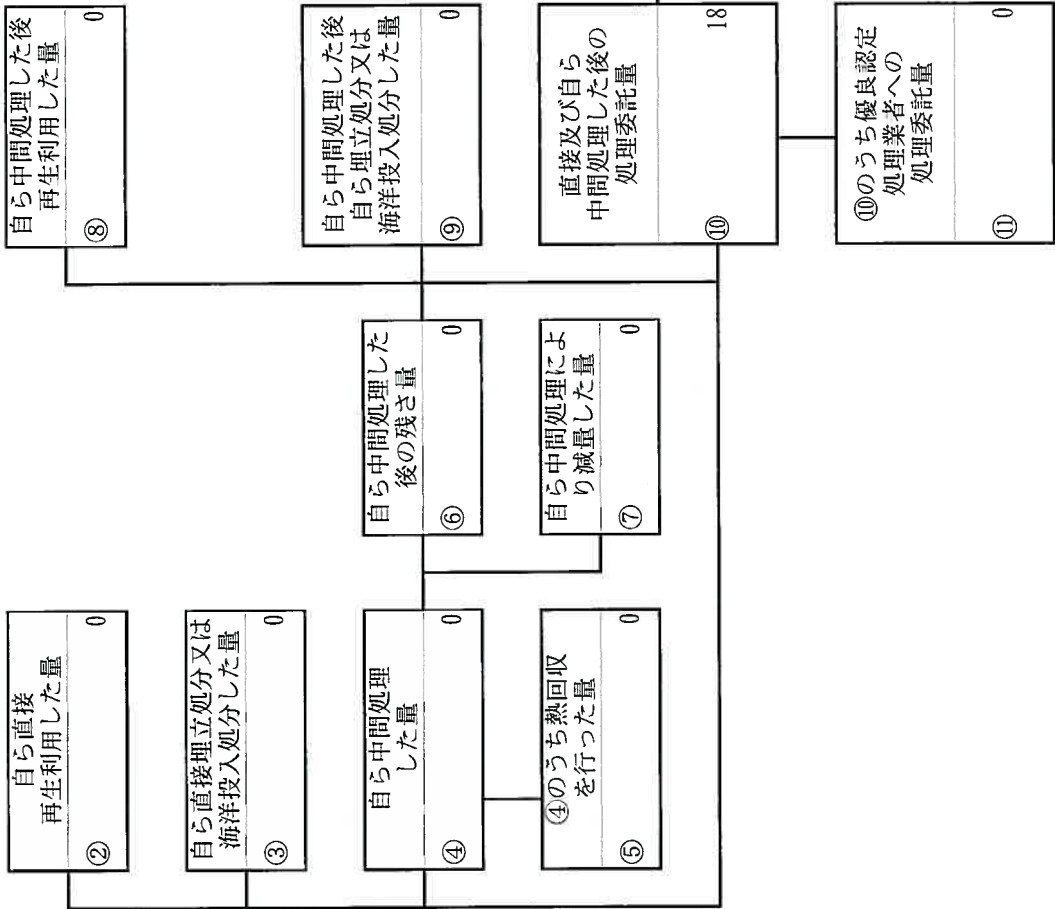 自ら直接
再生利用した量
② 0
自ら直接埋立処分又は
海洋投入処分した量
③ 0
自ら中間処理
した量
④ 0
④のうち熱回収
を行った量
⑤ 0
自ら中間処理した
後の残さ量
⑥ 0
自ら中間処理によ
り減量した量
⑦ 0
自ら中間処理した後
再生利用した量
⑧ 0
自ら中間処理した後
自ら埋立処分又は
海洋投入処分した量
⑨ 0
直接及び自ら
中間処理した後の
処理委託量
⑩ 18
⑩のうち優良認定
処理業者への
処理委託量
⑪ 0